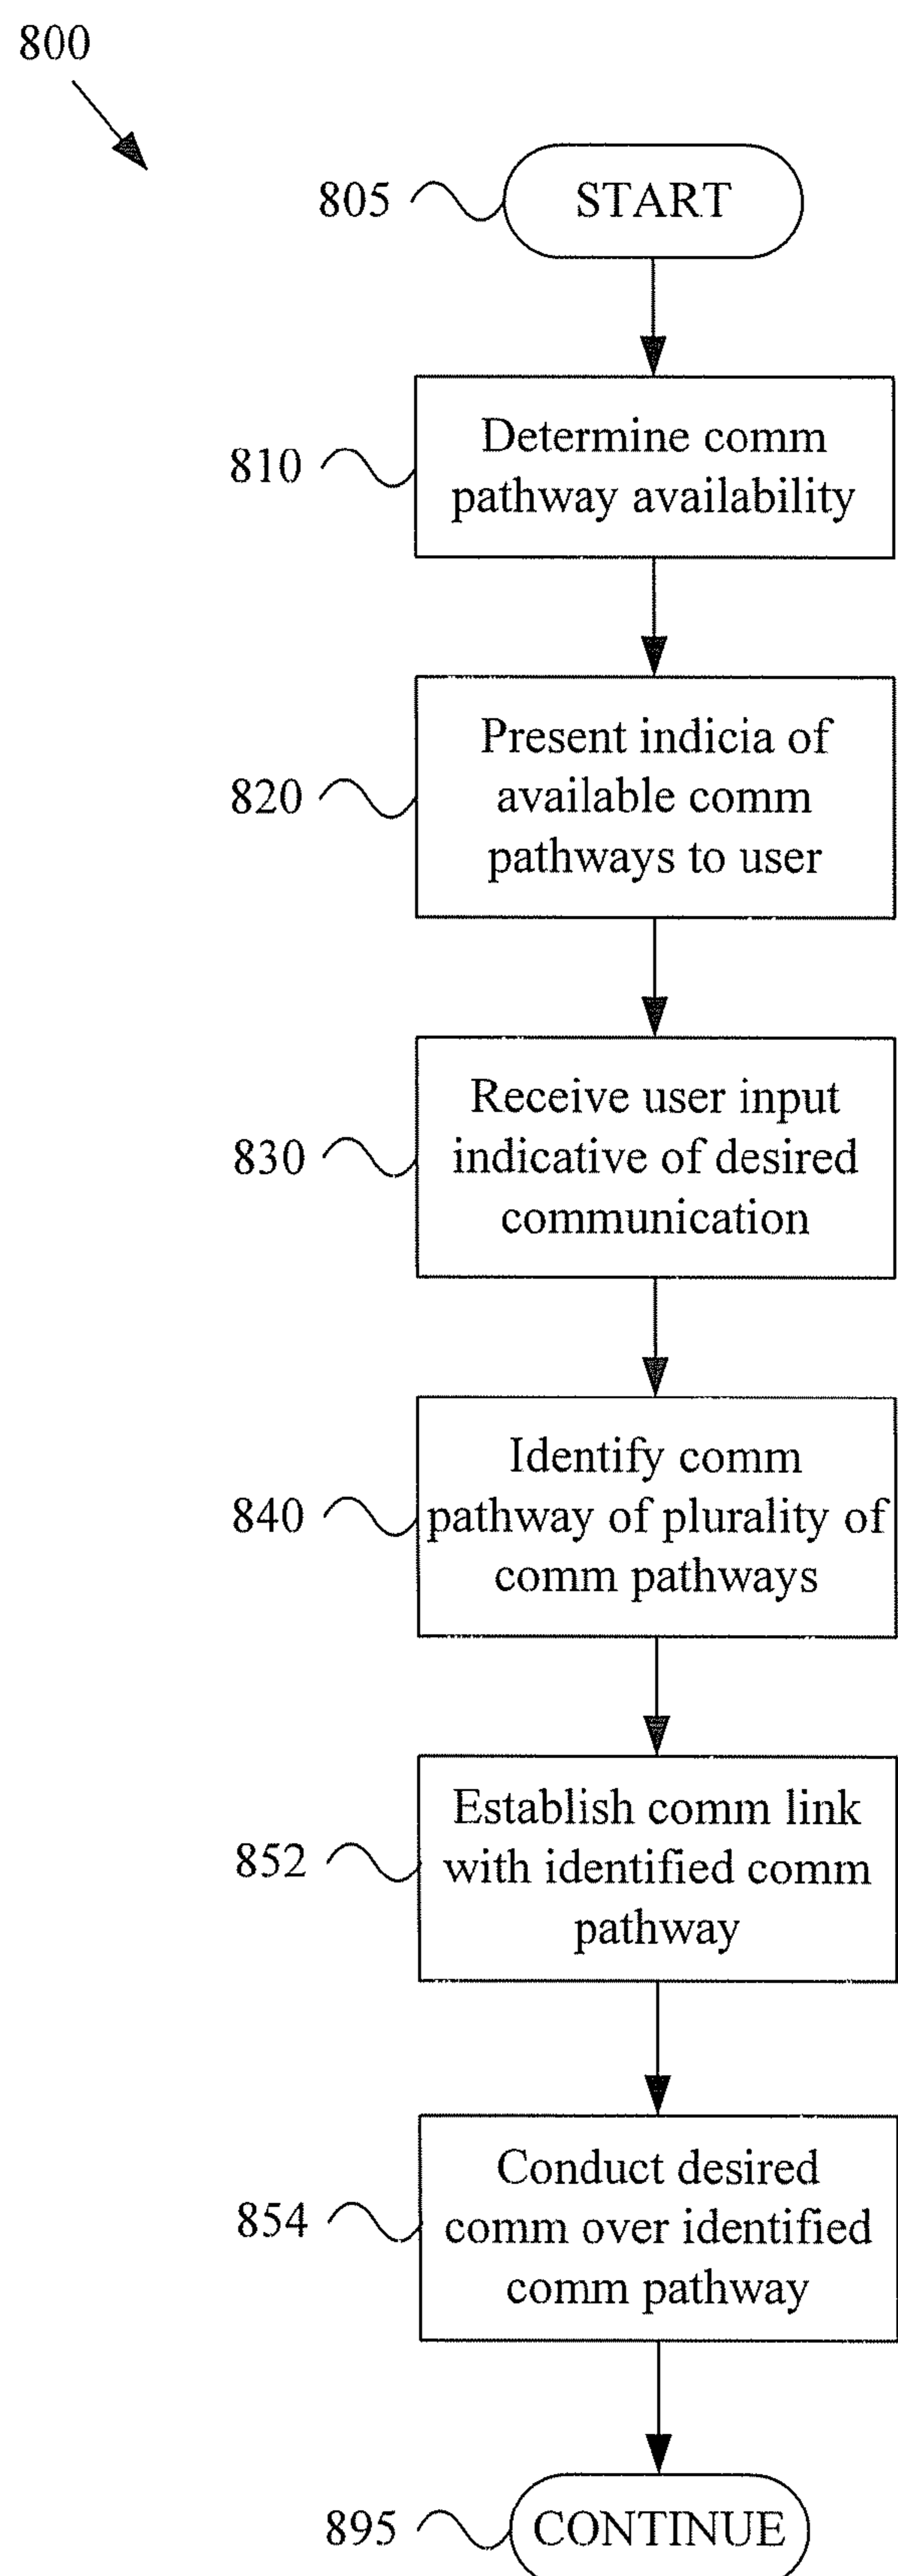 800
805
START
810
Determine comm
pathway availability
820
Present indicia of
available comm
pathways to user
830
Receive user input
indicative of desired
communication
840
Identify comm
pathway of plurality of
comm pathways
852
Establish comm link
with identified comm
pathway
854
Conduct desired
comm over identified
comm pathway
895
CONTINUE